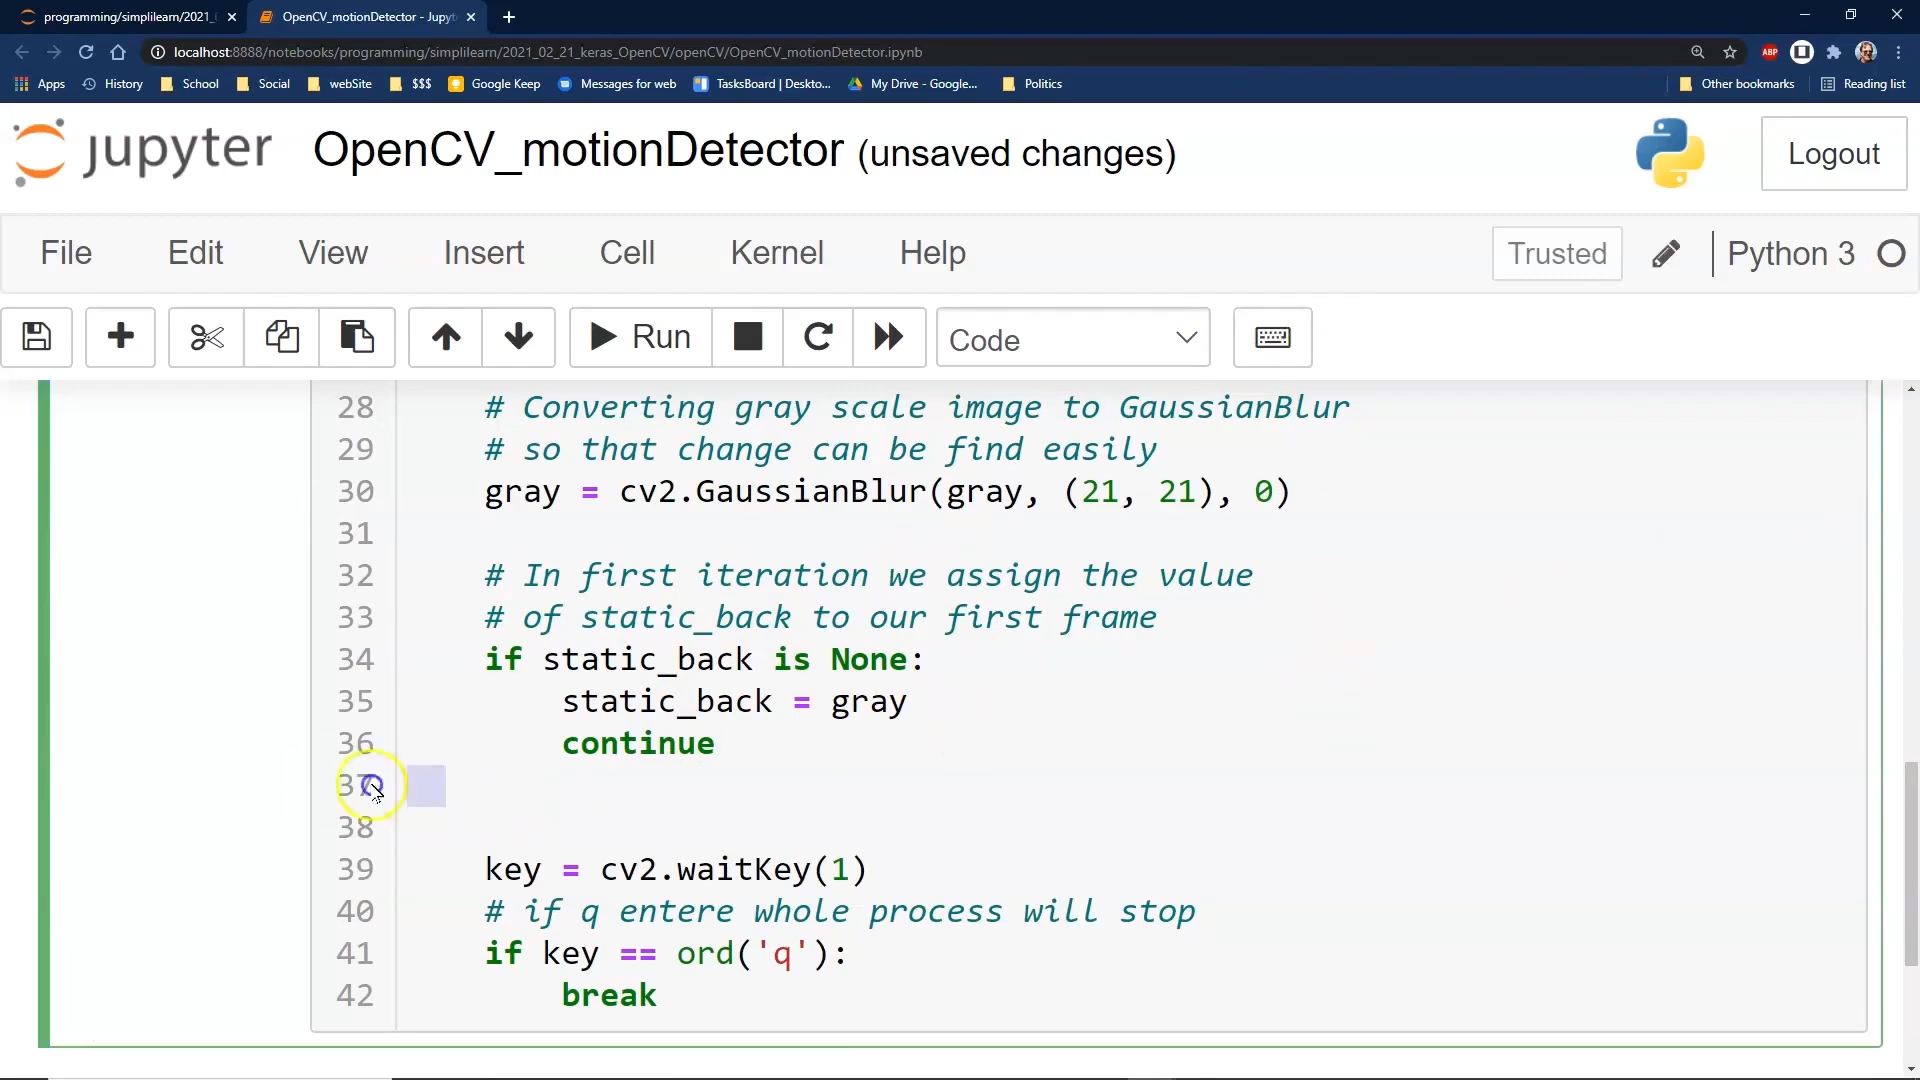 programming/simplilearn/2021_
OpenCV_motionDetector - Jupyt
localhost:8888/notebooks/programming/simplilearn/2021_02_21_keras_OpenCV/openCV/OpenCV_motionDetector.ipynb
ABP
Apps History School Social webSite $$$ Google Keep Messages for web TasksBoard | Deskto... My Drive - Google... Politics Other bookmarks Reading list
jupyter OpenCV_motionDetector (unsaved changes) Logout
File Edit View Insert Cell Kernel Help Trusted Python 3
Run Code
28 # Converting gray scale image to GaussianBlur
29 # so that change can be find easily
30 gray = cv2.GaussianBlur(gray, (21, 21), 0)
31
32 # In first iteration we assign the value
33 # of static_back to our first frame
34 if static_back is None:
35 static_back = gray
36 continue
37
38
39 key = cv2.waitKey(1)
40 # if q entere whole process will stop
41 if key == ord('q'):
42 break